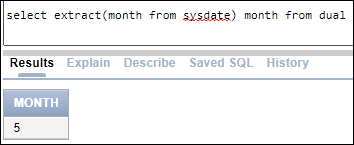 select extract(month from sysdate) month from dual
Results Explain Describe Saved SQL History
MONTH
5